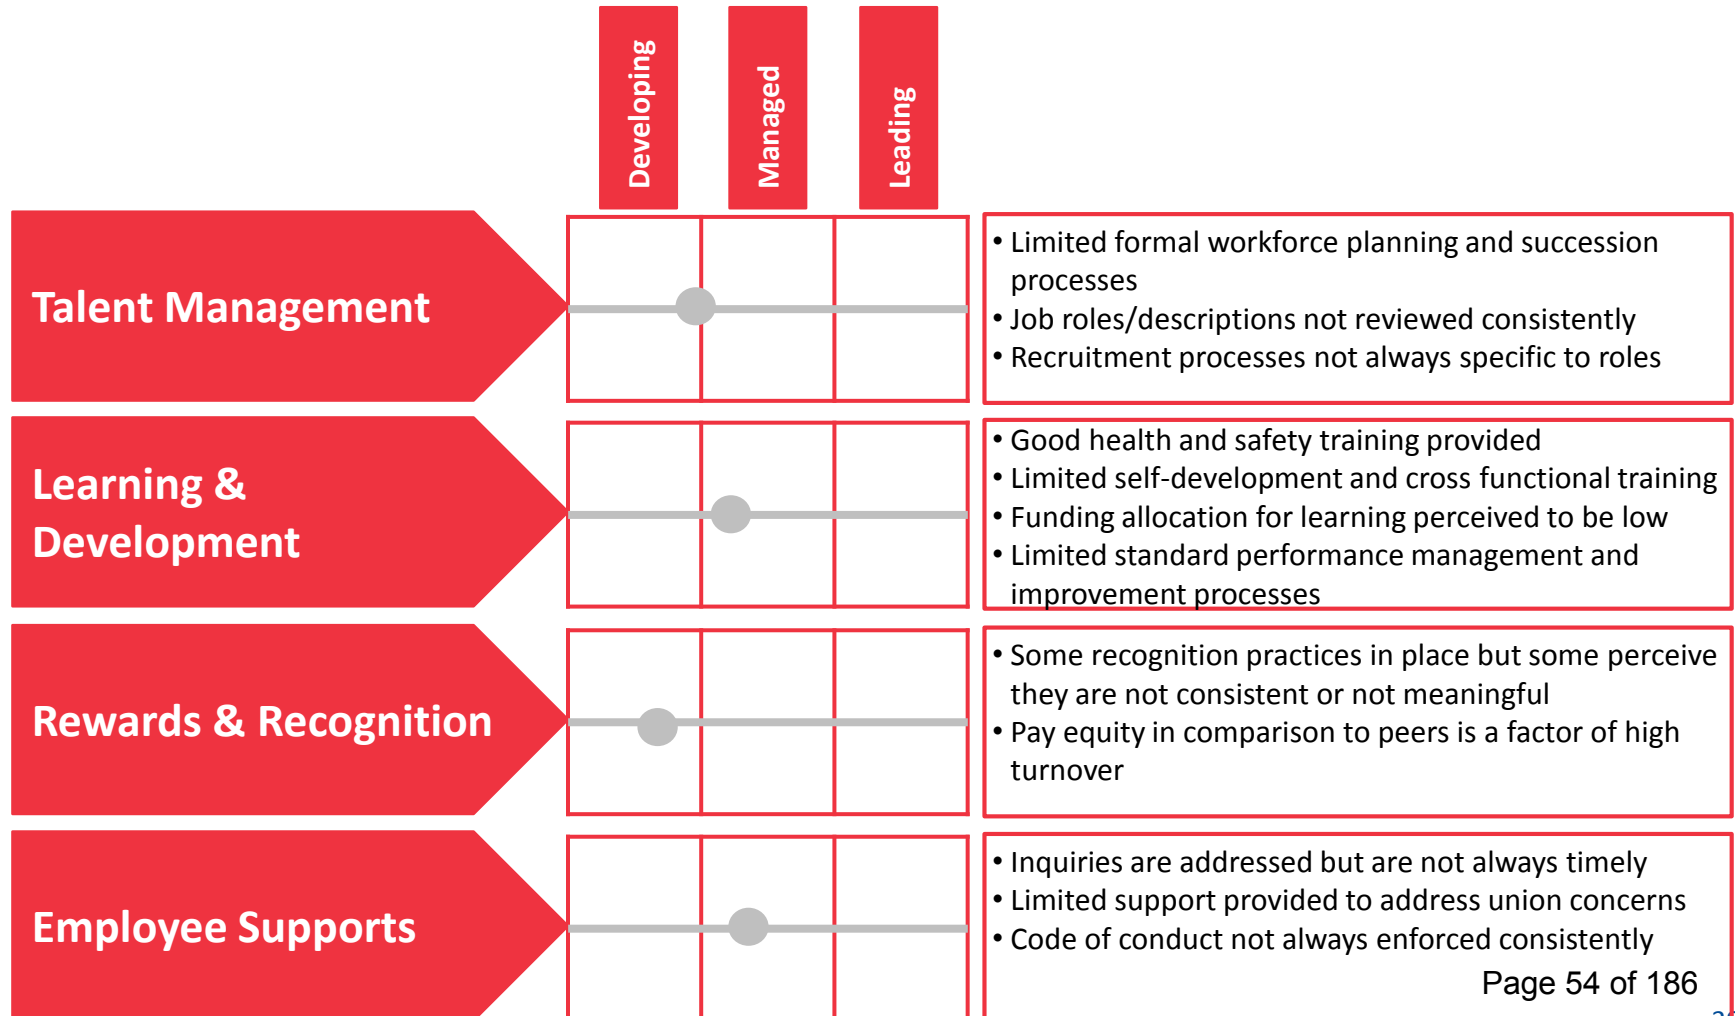 Developing
Managed
Leading
Talent Management
• Limited formal workforce planning and succession
processes
• Job roles/descriptions not reviewed consistently
• Recruitment processes not always specific to roles
Learning &
Development
• Good health and safety training provided
• Limited self-development and cross functional training
• Funding allocation for learning perceived to be low
• Limited standard performance management and
improvement processes
Rewards & Recognition
• Some recognition practices in place but some perceive
they are not consistent or not meaningful
• Pay equity in comparison to peers is a factor of high
turnover
Employee Supports
• Inquiries are addressed but are not always timely
• Limited support provided to address union concerns
• Code of conduct not always enforced consistently
Page 54 of 186